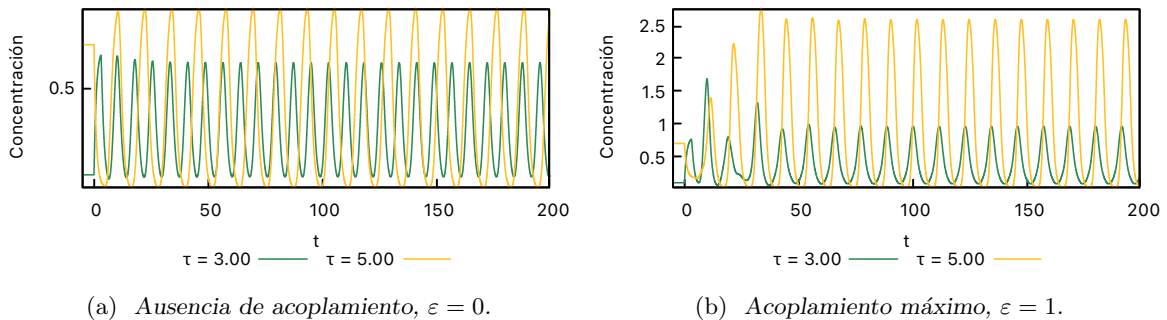 Concentración
0.5
0 50 100 150 200
t
τ = 3.00 τ = 5.00
(a) Ausencia de acoplamiento, ε = 0.
Concentración
2.5
2
1.5
1
0.5
0 50 100 150 200
t
τ = 3.00 τ = 5.00
(b) Acoplamiento máximo, ε = 1.